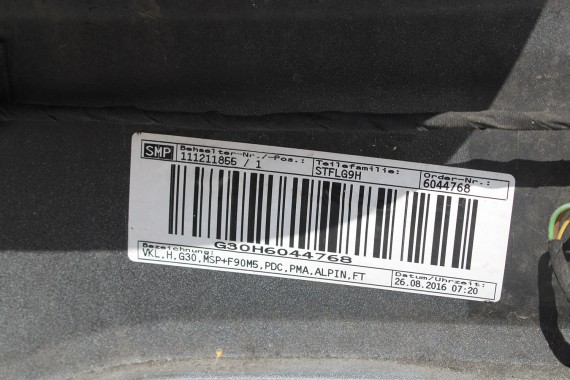 SMP Behaelter-Nr./-Pos.: Teilefamilie: Order-Nr.:
111211855 / 1 STFLG9H 6044768
G30H6044768
Bezeichnung:
VKL,H,G30,MSP+F90M5,PDC,PMA,ALPIN,FT
Datum/Uhrzeit:
26.08.2016 07:20